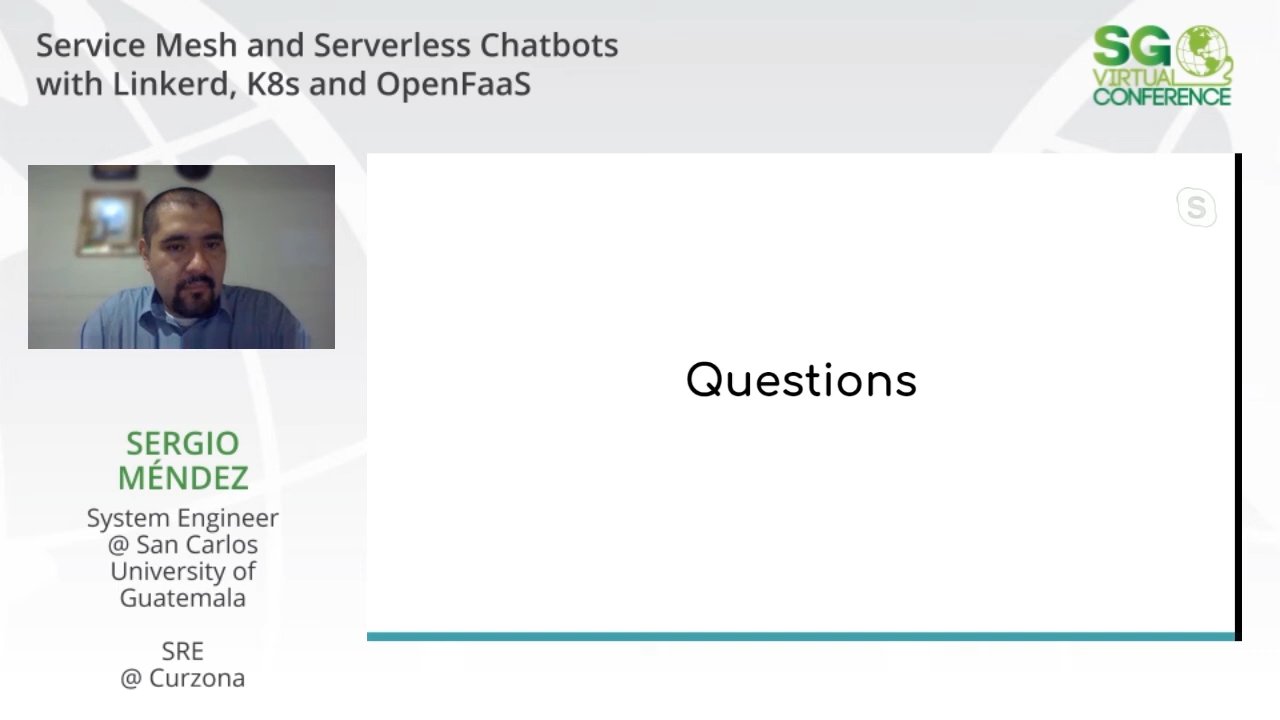 Service Mesh and Serverless Chatbots
with Linkerd, K8s and OpenFaaS
SG
VIRTUAL
CONFERENCE
S
Questions
SERGIO
MÉNDEZ
System Engineer
@ San Carlos
University of
Guatemala
SRE
@ Curzona